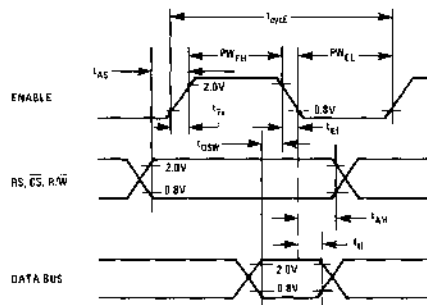 tcycE
PWEH
PWEL
tAS
2.0V
ENABLE
0.8V
tEr
tEf
tDSW
RS, C̅S̅, R/W̅
2.0V
0.8V
tAH
tH
DATA BUS
2.0V
0.8V